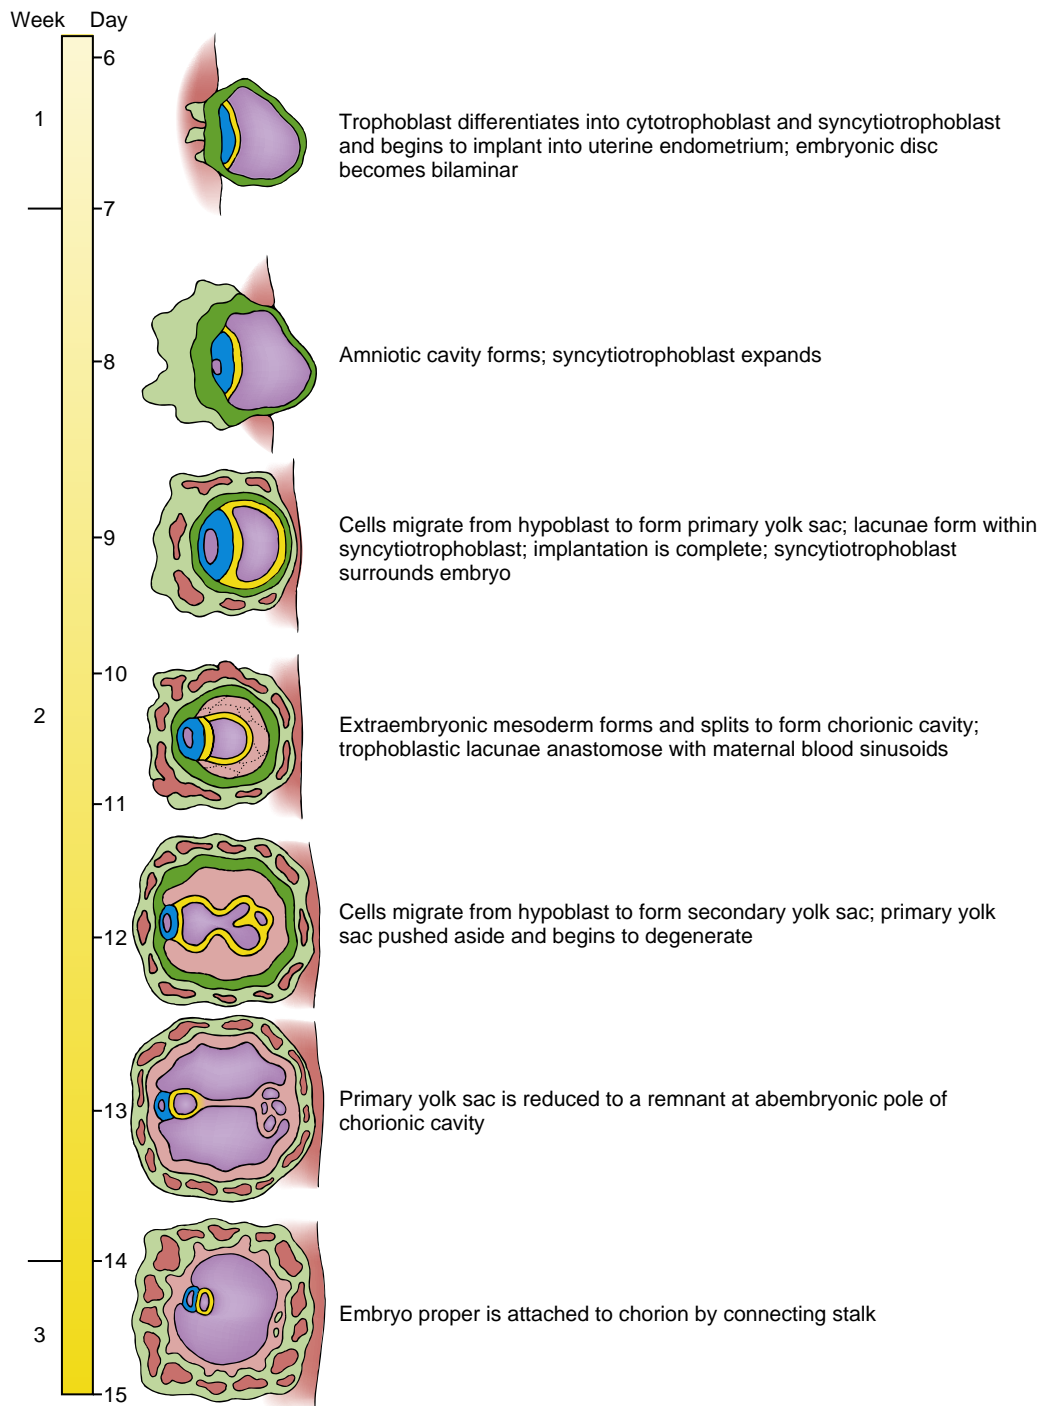 Week Day
6
1
Trophoblast differentiates into cytotrophoblast and syncytiotrophoblast
and begins to implant into uterine endometrium; embryonic disc
becomes bilaminar
7
Amniotic cavity forms; syncytiotrophoblast expands
8
Cells migrate from hypoblast to form primary yolk sac; lacunae form within
syncytiotrophoblast; implantation is complete; syncytiotrophoblast
surrounds embryo
9
10
2
Extraembryonic mesoderm forms and splits to form chorionic cavity;
trophoblastic lacunae anastomose with maternal blood sinusoids
11
Cells migrate from hypoblast to form secondary yolk sac; primary yolk
sac pushed aside and begins to degenerate
12
Primary yolk sac is reduced to a remnant at abembryonic pole of
chorionic cavity
13
14
Embryo proper is attached to chorion by connecting stalk
3
15